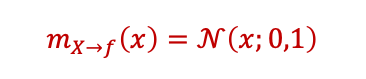 m_{X→f}(x) = 𝒩(x; 0,1)